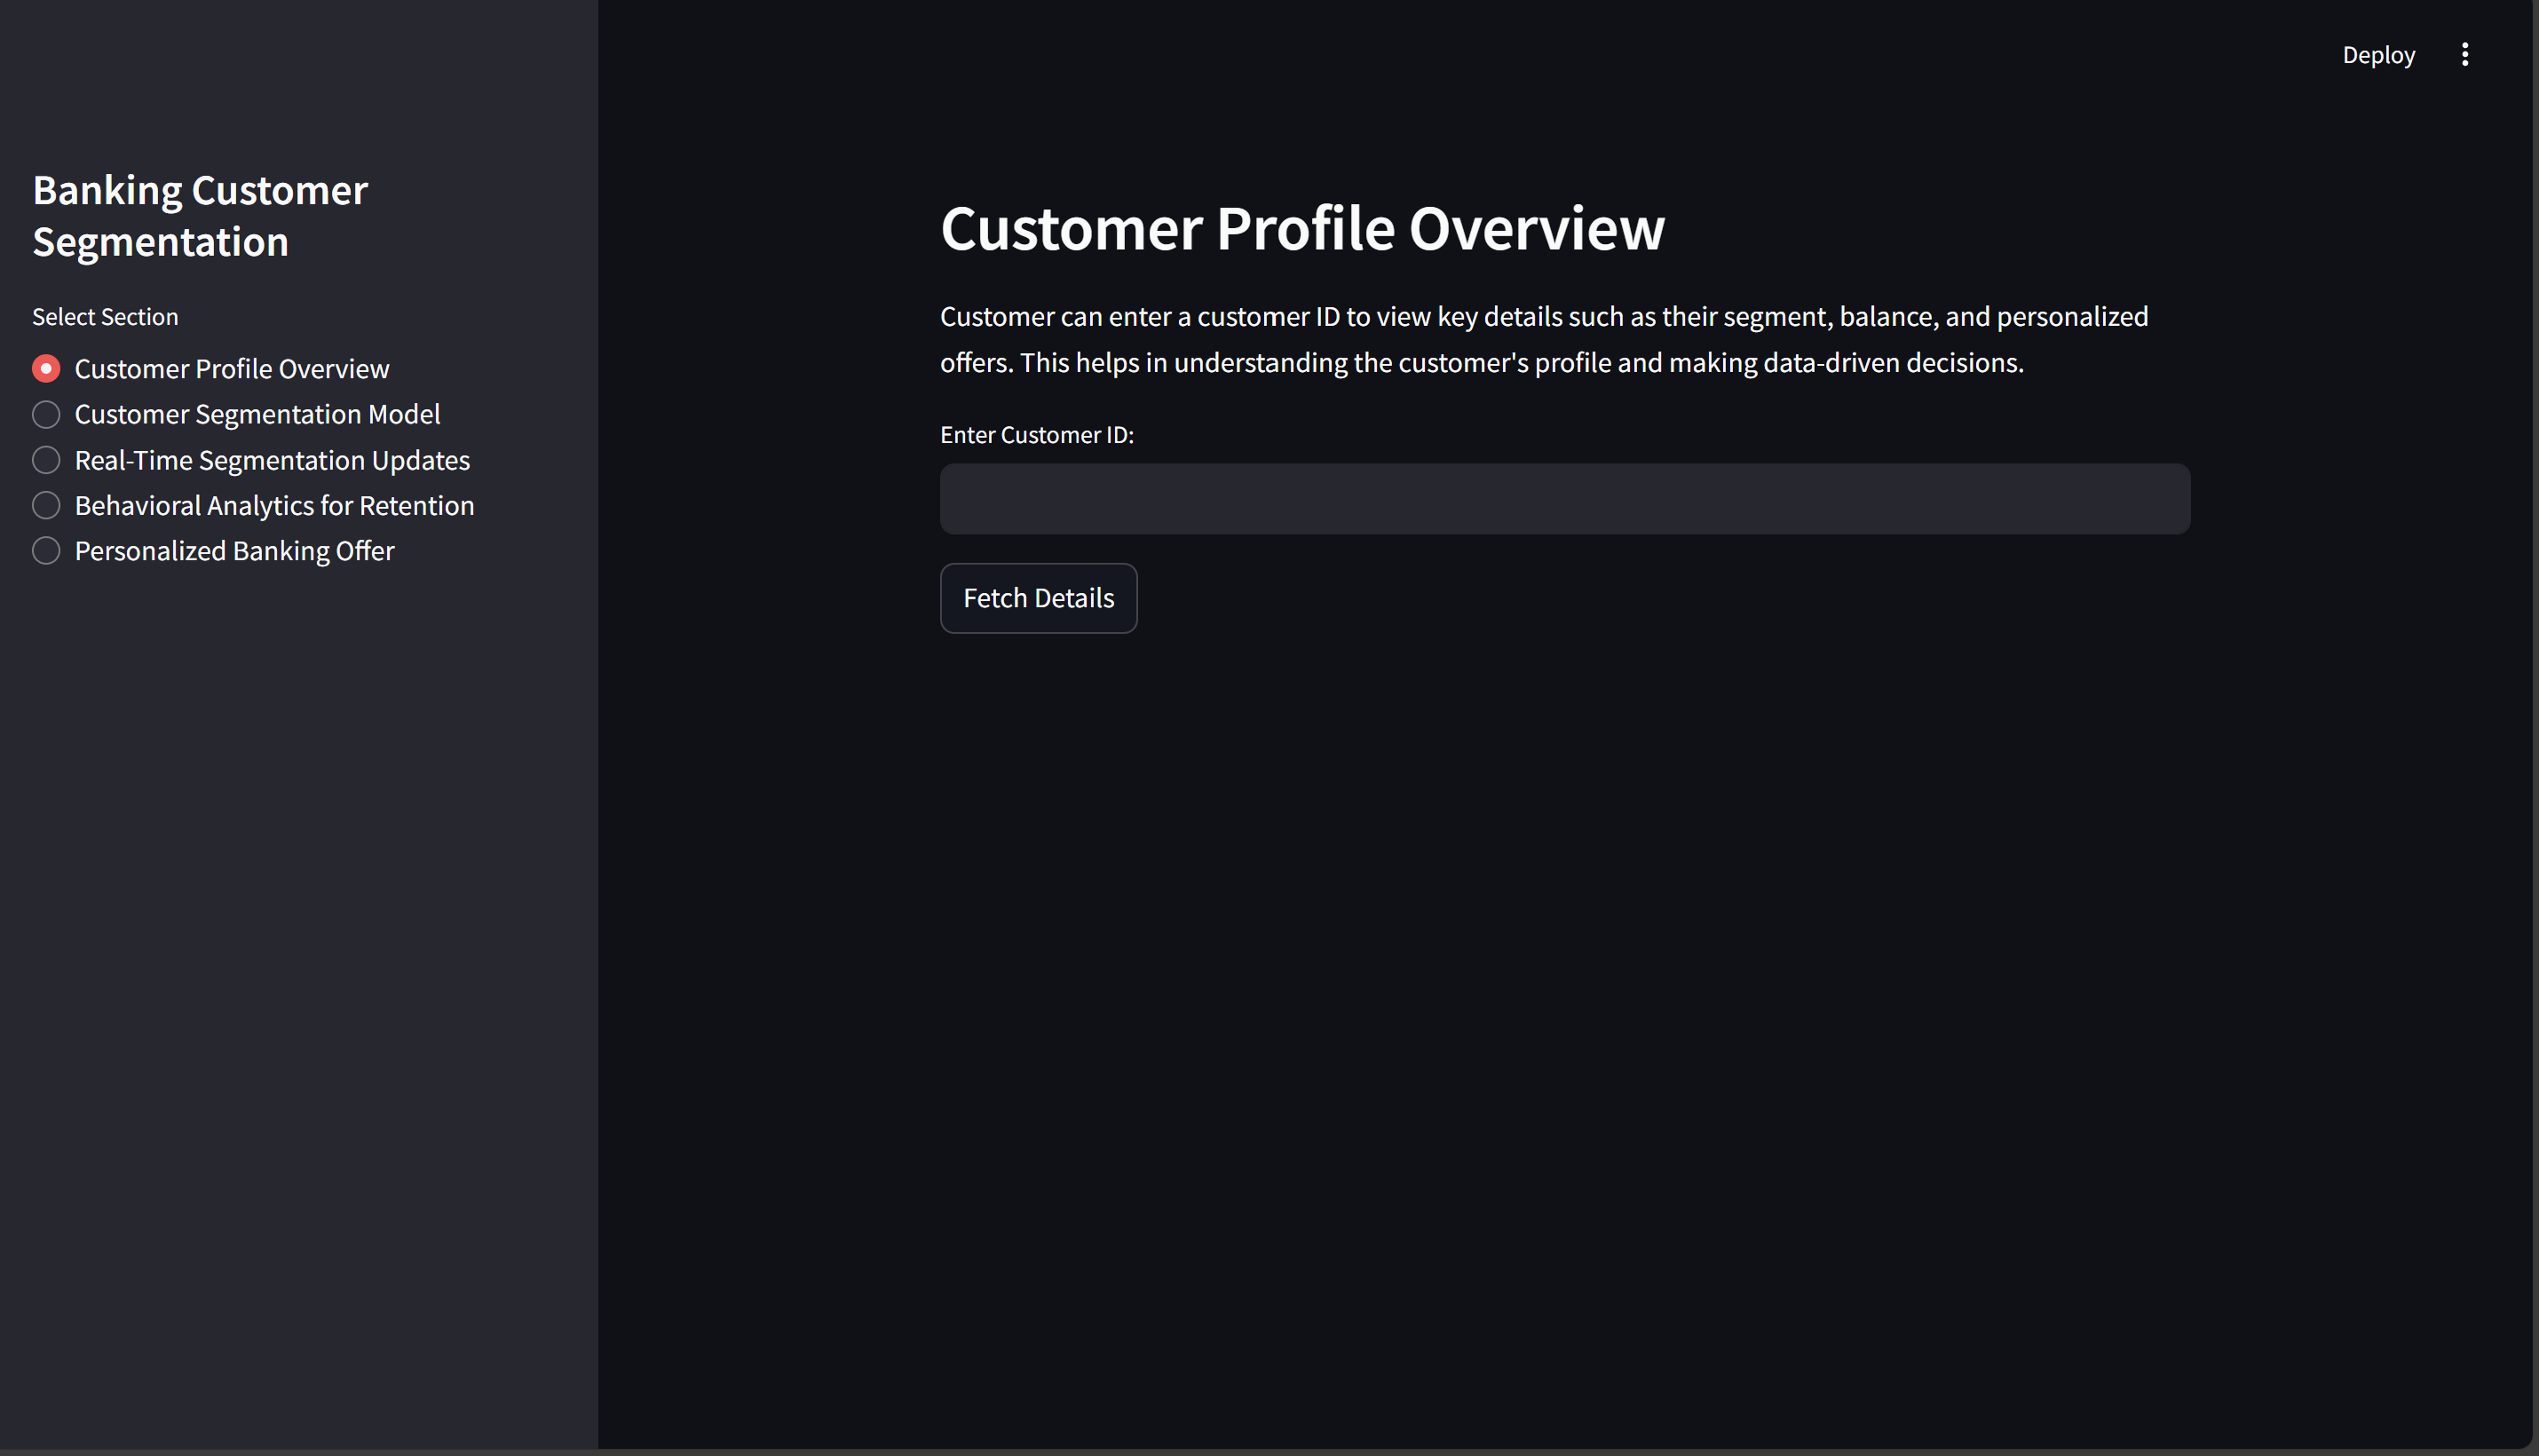 Deploy
Banking Customer
Segmentation
Select Section
Customer Profile Overview
Customer Segmentation Model
Real-Time Segmentation Updates
Behavioral Analytics for Retention
Personalized Banking Offer
Customer Profile Overview
Customer can enter a customer ID to view key details such as their segment, balance, and personalized
offers. This helps in understanding the customer's profile and making data-driven decisions.
Enter Customer ID:
Fetch Details